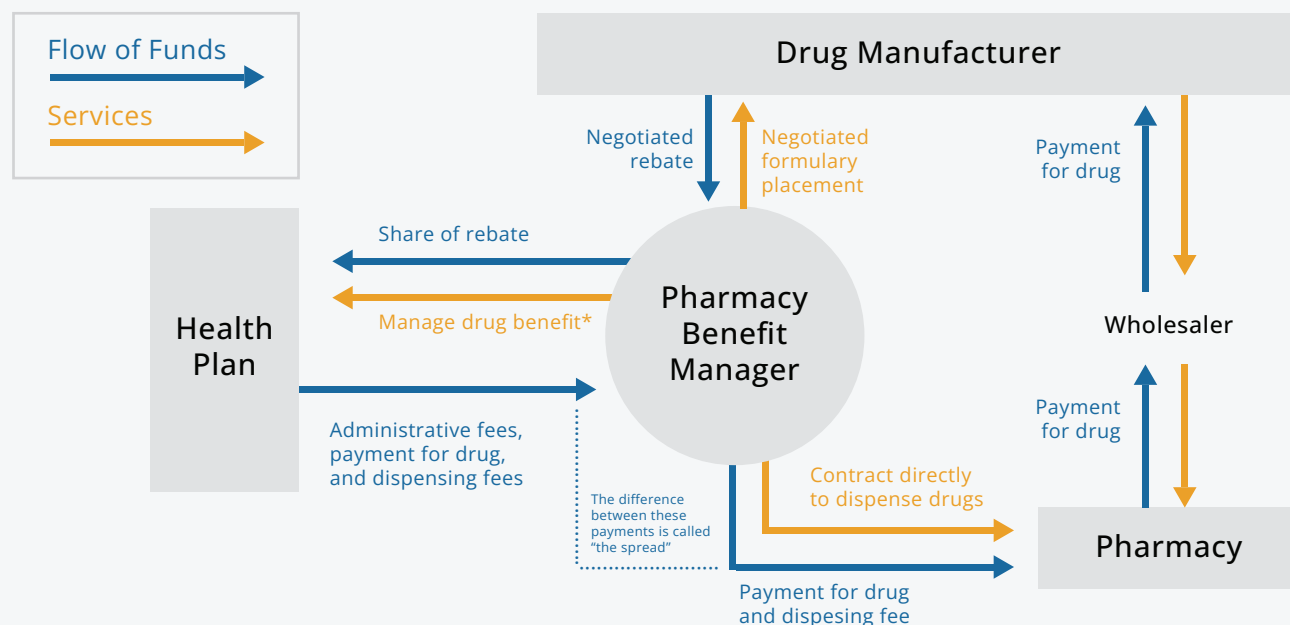 Flow of Funds
Services
Drug Manufacturer
Negotiated
rebate
Negotiated
formulary
placement
Payment
for drug
Share of rebate
Manage drug benefit*
Health
Plan
Pharmacy
Benefit
Manager
Wholesaler
Administrative fees,
payment for drug,
and dispensing fees
The difference
between these
payments is called
“the spread”
Payment
for drug
Contract directly
to dispense drugs
Pharmacy
Payment for drug
and dispesing fee